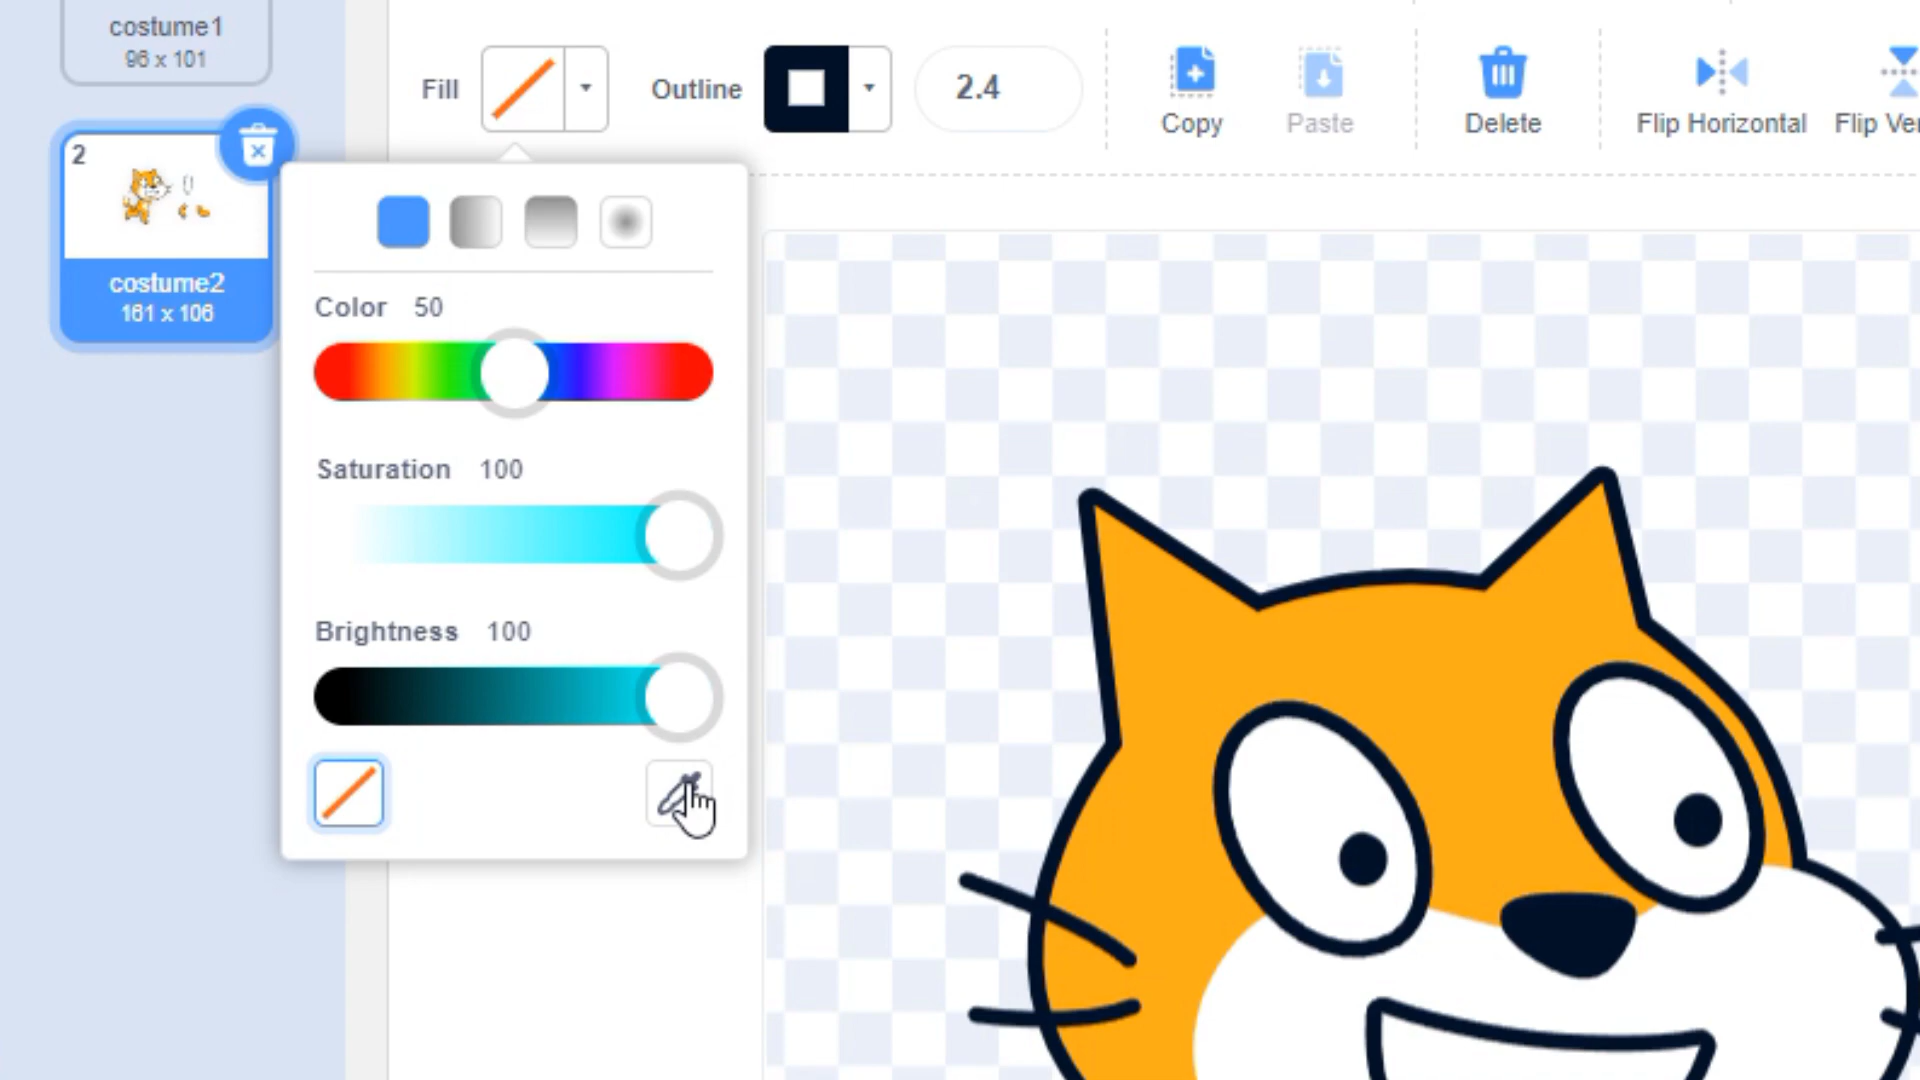 costume1
96 x 101
Fill
Outline
2.4
Copy
Paste
Delete
Flip Horizontal
Flip Ver
2
costume2
161 x 106
Color 50
Saturation 100
Brightness 100